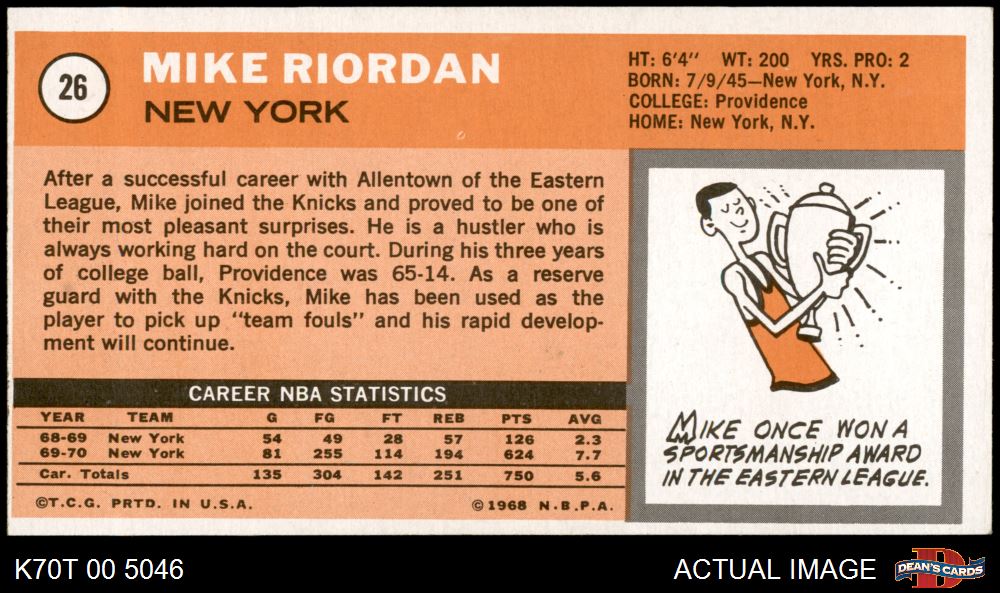 26
MIKE RIORDAN
NEW YORK
HT: 6'4" WT: 200 YRS. PRO: 2
BORN: 7/9/45—New York, N.Y.
COLLEGE: Providence
HOME: New York, N.Y.
After a successful career with Allentown of the Eastern
League, Mike joined the Knicks and proved to be one of
their most pleasant surprises. He is a hustler who is
always working hard on the court. During his three years
of college ball, Providence was 65-14. As a reserve
guard with the Knicks, Mike has been used as the
player to pick up "team fouls" and his rapid develop-
ment will continue.
MIKE ONCE WON A
SPORTSMANSHIP AWARD
IN THE EASTERN LEAGUE.
CAREER NBA STATISTICS
YEAR TEAM G FG FT REB PTS AVG
68-69 New York 54 49 28 57 126 2.3
69-70 New York 81 255 114 194 624 7.7
Car. Totals 135 304 142 251 750 5.6
©T.C.G. PRTD. IN U.S.A. ©1968 N.B.P.A.
K70T 00 5046
ACTUAL IMAGE
D
DEAN'S CARDS